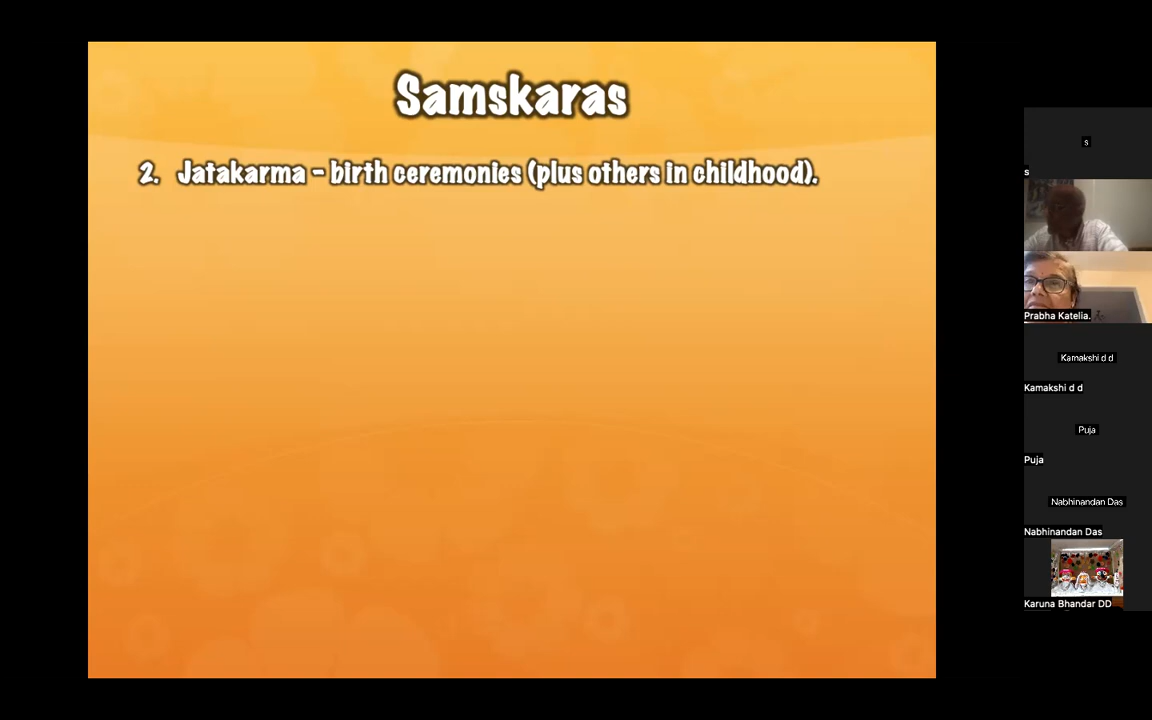 Samskaras
2. Jatakarma - birth ceremonies (plus others in childhood).
s
s
Prabha Katelia.
Kamakshi d d
Kamakshi d d
Puja
Puja
Nabhinandan Das
Nabhinandan Das
Karuna Bhandar DD